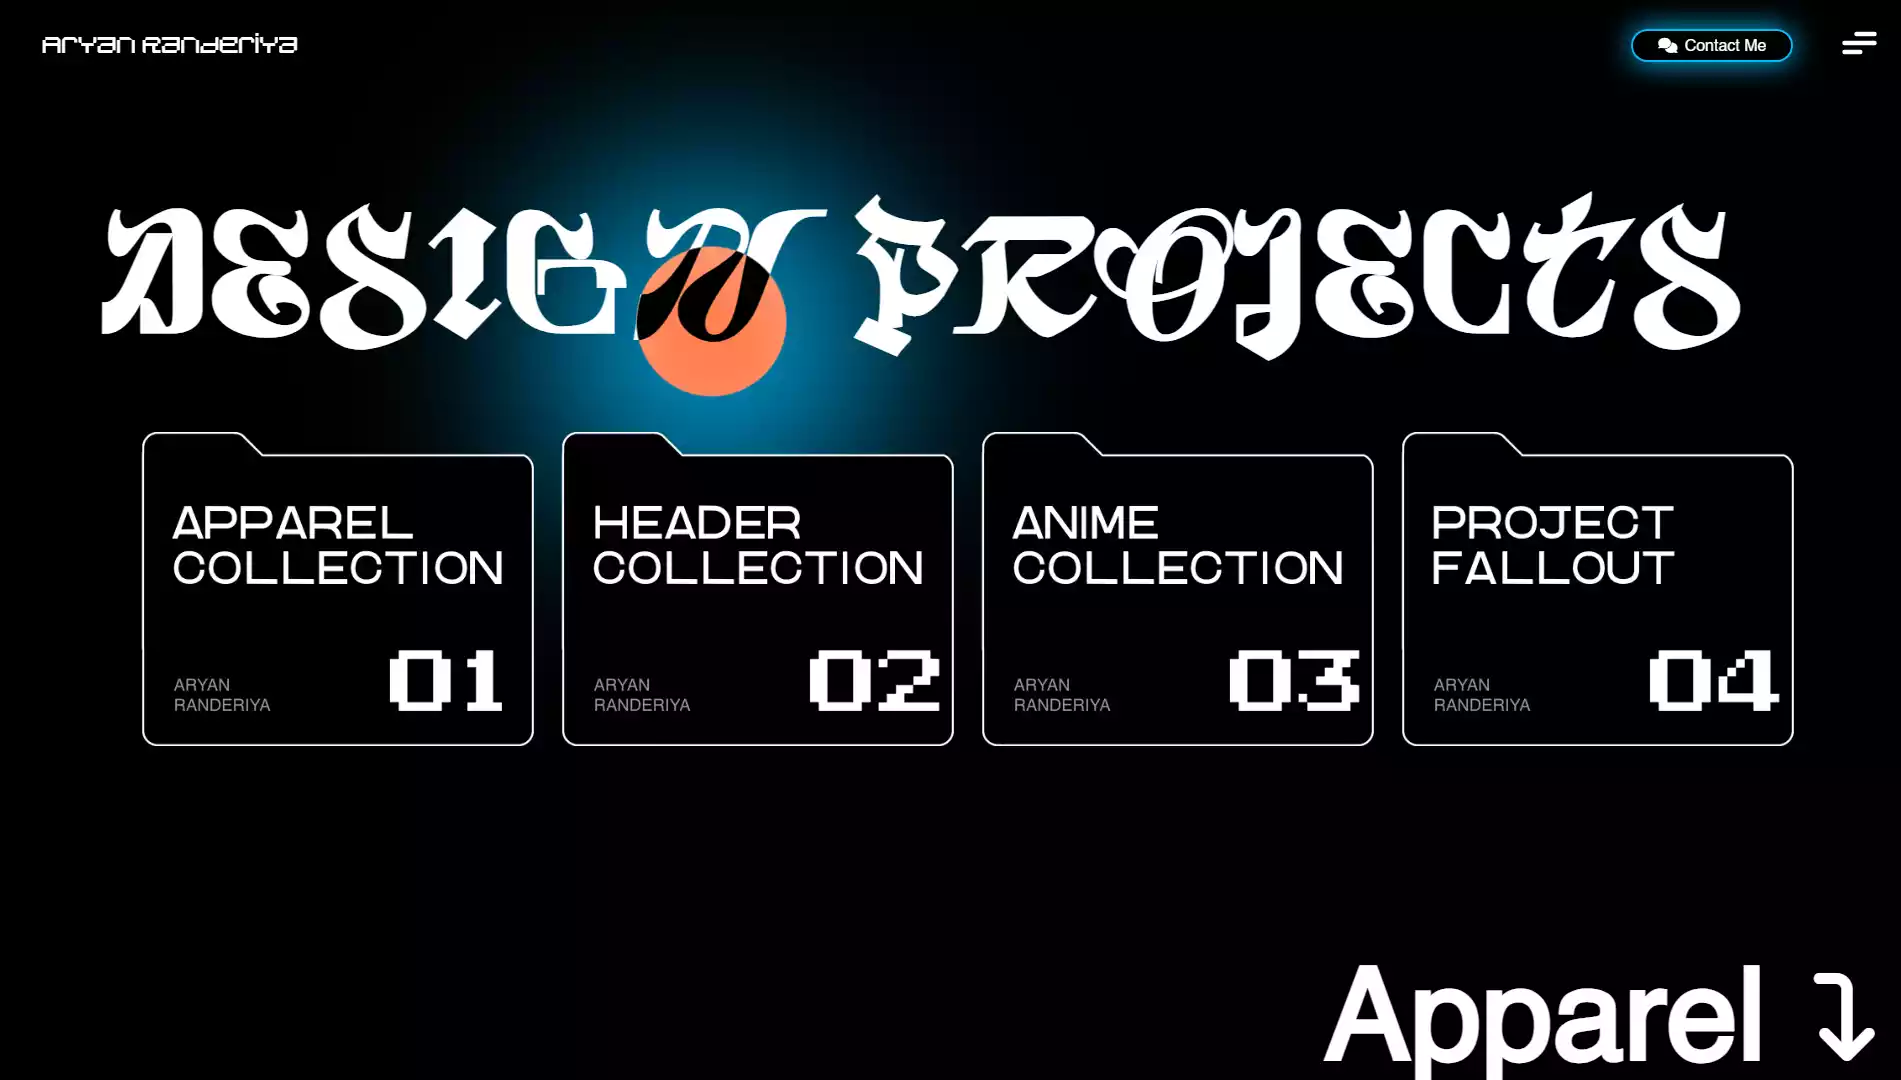 Aryan Randeriya
Contact Me
DESIGN PROJECTS
APPAREL
COLLECTION
ARYAN
RANDERIYA
01
HEADER
COLLECTION
ARYAN
RANDERIYA
02
ANIME
COLLECTION
ARYAN
RANDERIYA
03
PROJECT
FALLOUT
ARYAN
RANDERIYA
04
Apparel